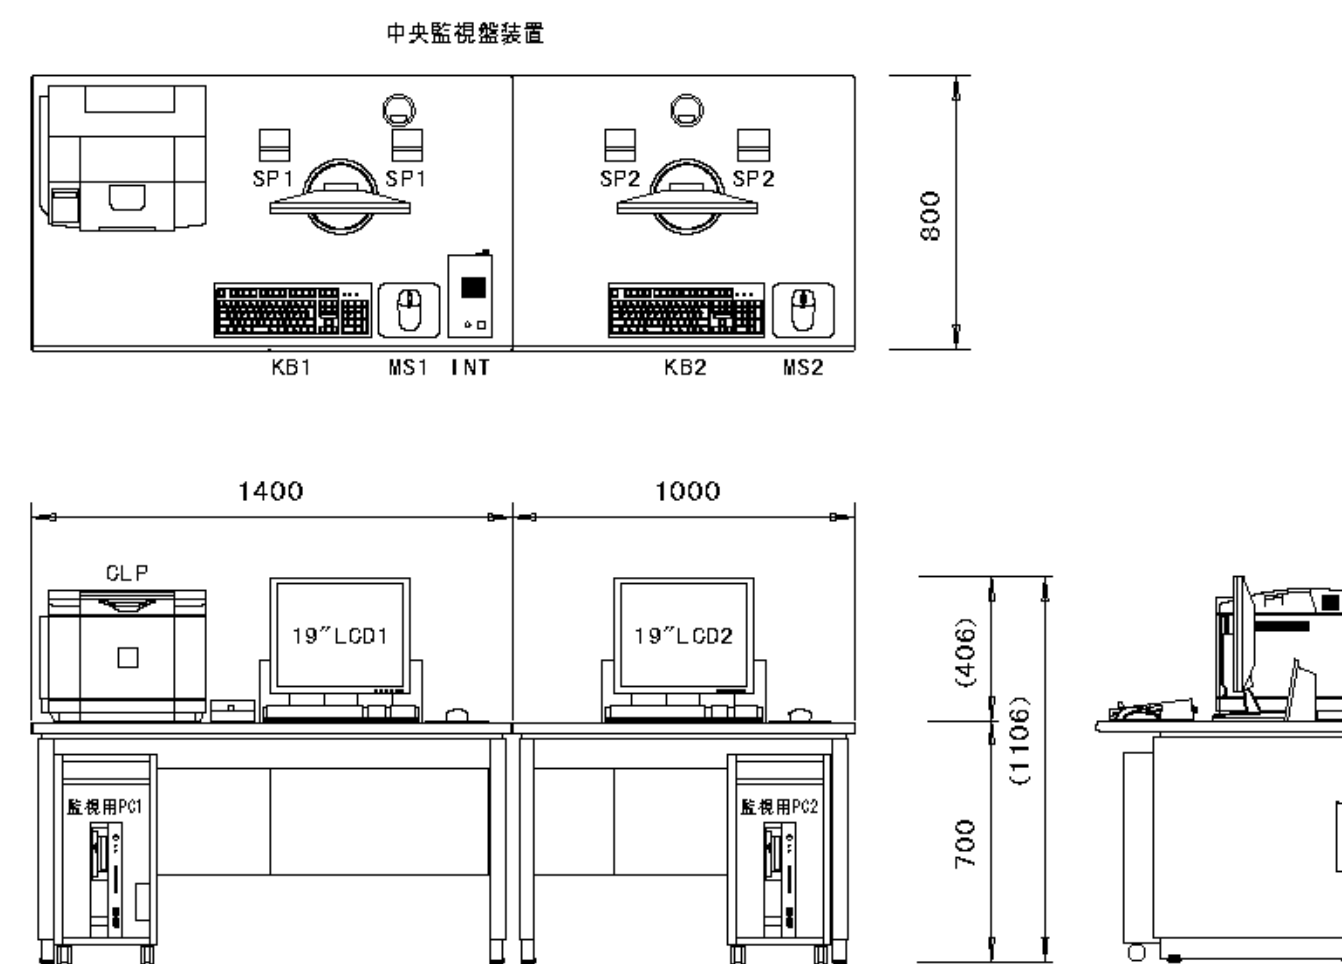 中央監視盤装置
SP1
SP1
SP2
SP2
800
KB1
MS1
INT
KB2
MS2
1400
1000
CLP
19″LCD1
19″LCD2
(406)
(1106)
700
監視用PC1
監視用PC2